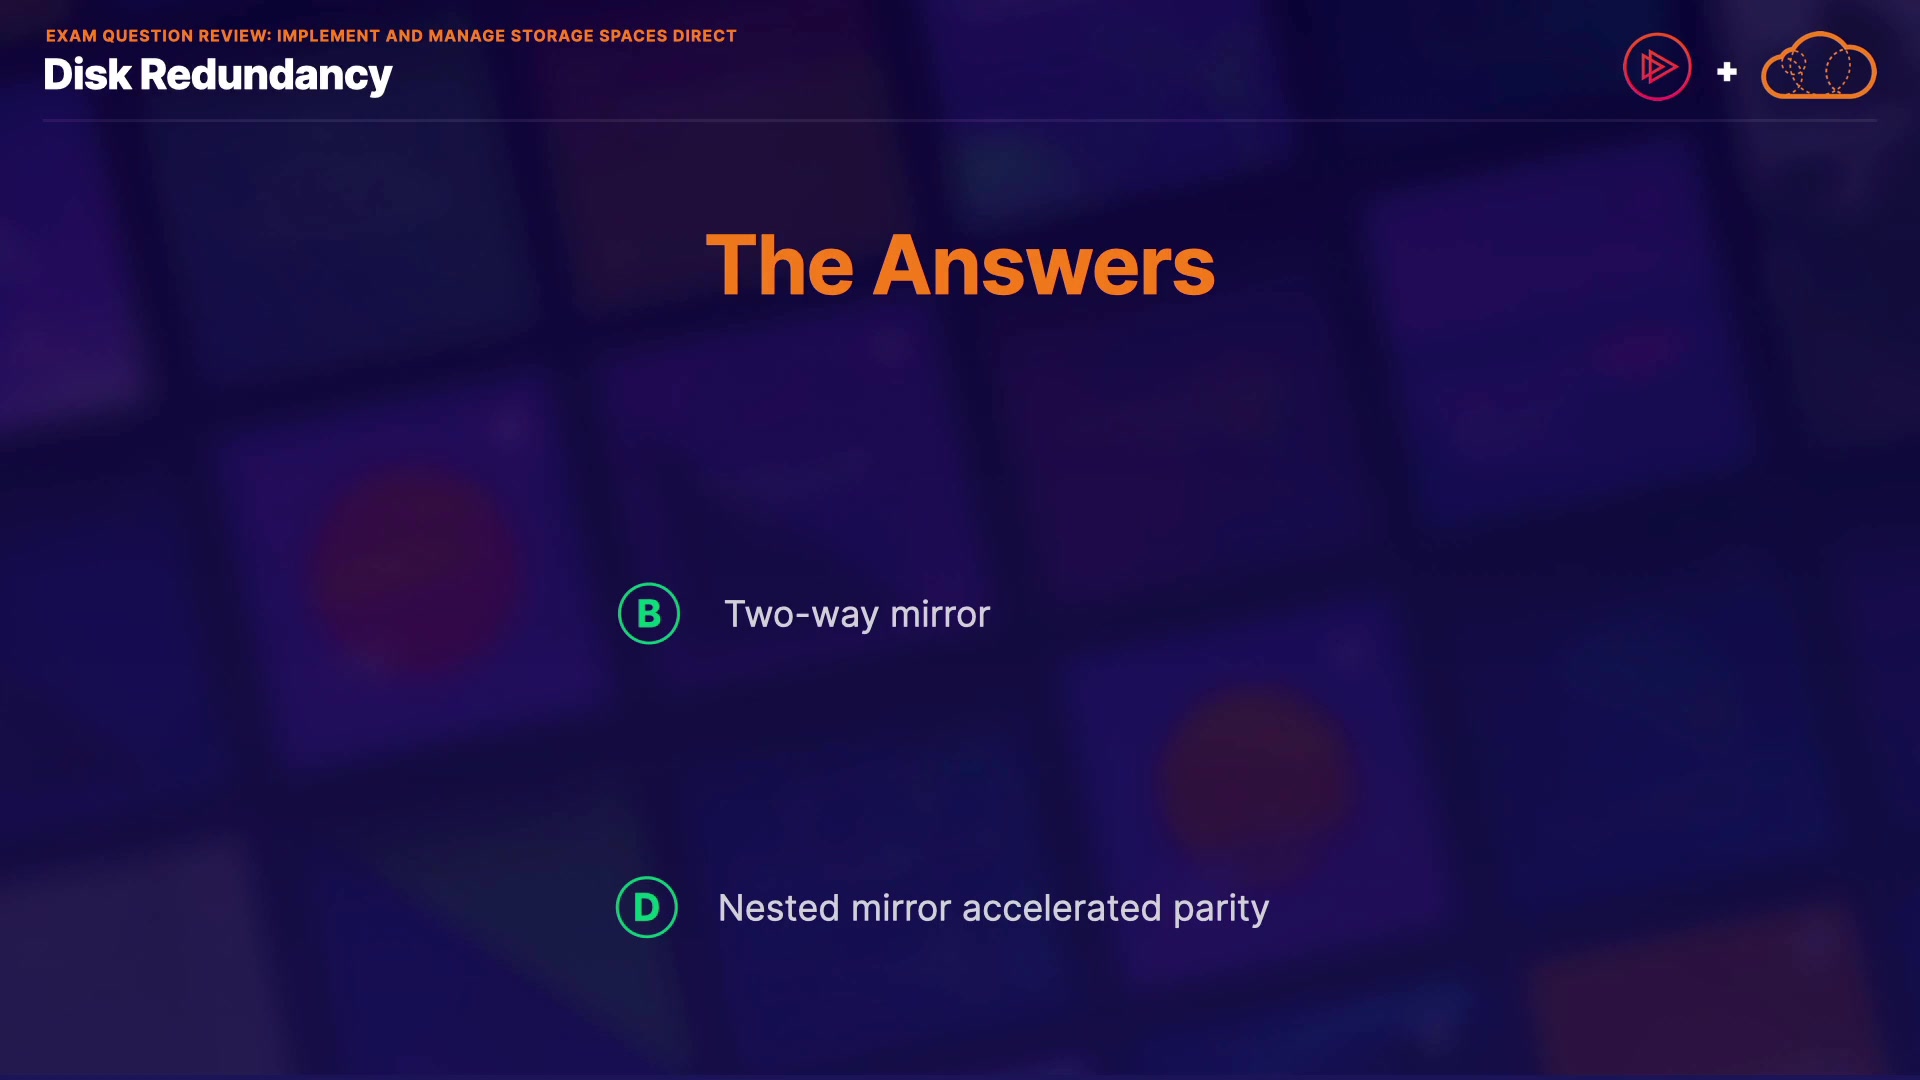 EXAM QUESTION REVIEW: IMPLEMENT AND MANAGE STORAGE SPACES DIRECT
Disk Redundancy
The Answers
B Two-way mirror
D Nested mirror accelerated parity